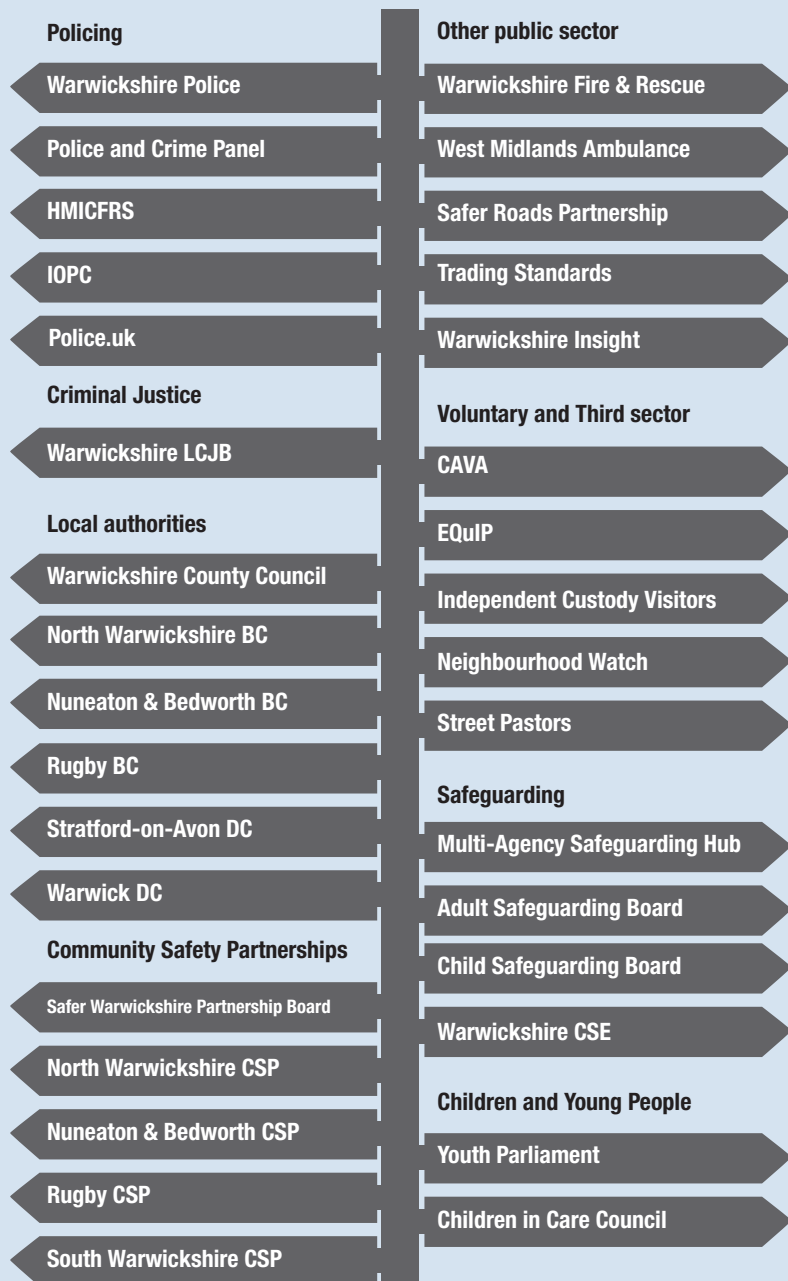 Policing
Warwickshire Police
Police and Crime Panel
HMICFRS
IOPC
Police.uk
Criminal Justice
Warwickshire LCJB
Local authorities
Warwickshire County Council
North Warwickshire BC
Nuneaton & Bedworth BC
Rugby BC
Stratford-on-Avon DC
Warwick DC
Community Safety Partnerships
Safer Warwickshire Partnership Board
North Warwickshire CSP
Nuneaton & Bedworth CSP
Rugby CSP
South Warwickshire CSP
Other public sector
Warwickshire Fire & Rescue
West Midlands Ambulance
Safer Roads Partnership
Trading Standards
Warwickshire Insight
Voluntary and Third sector
CAVA
EQuIP
Independent Custody Visitors
Neighbourhood Watch
Street Pastors
Safeguarding
Multi-Agency Safeguarding Hub
Adult Safeguarding Board
Child Safeguarding Board
Warwickshire CSE
Children and Young People
Youth Parliament
Children in Care Council